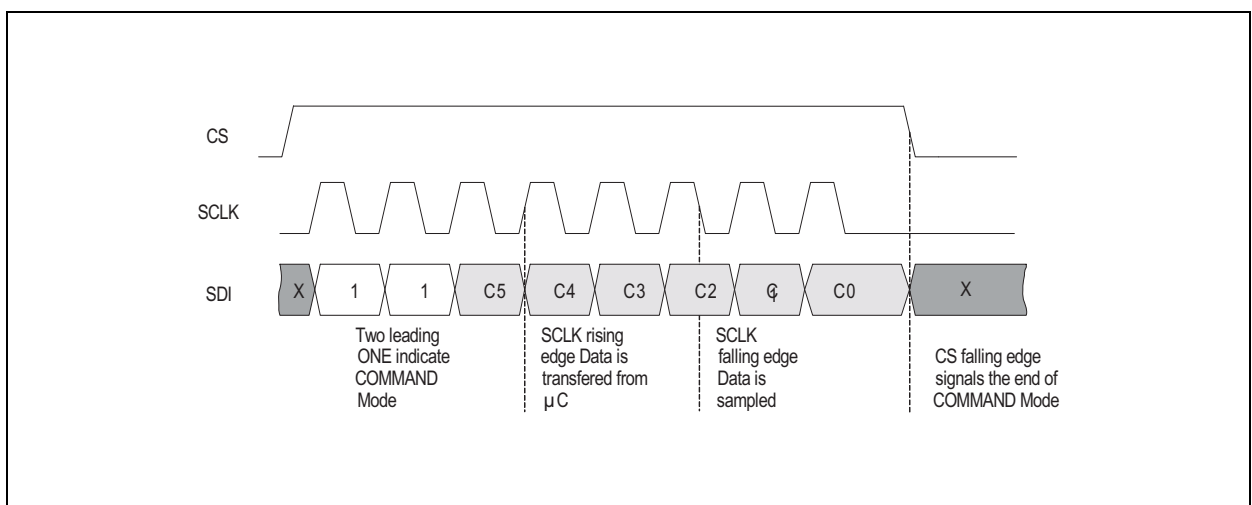 CS
SCLK
SDI
X 1 1 C5 C4 C3 C2 C1 C0 X
Two leading
ONE indicate
COMMAND
Mode
SCLK rising
edge Data is
transfered from
µC
SCLK
falling edge
Data is
sampled
CS falling edge
signals the end of
COMMAND Mode